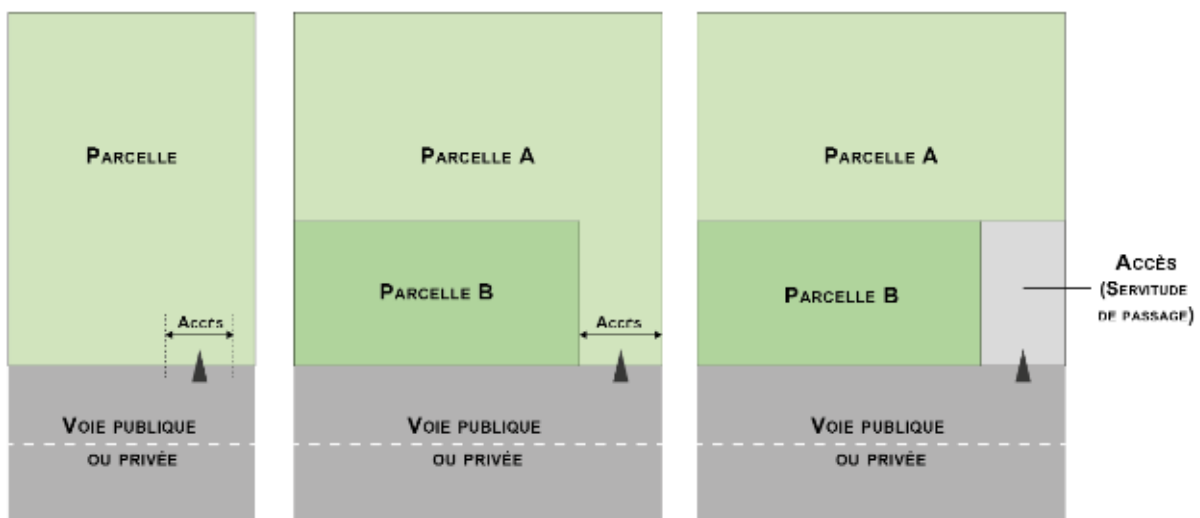 PARCELLE
ACCÈS
VOIE PUBLIQUE
OU PRIVÉE
PARCELLE A
PARCELLE B
ACCÈS
VOIE PUBLIQUE
OU PRIVÉE
PARCELLE A
PARCELLE B
ACCÈS
(SERVITUDE
DE PASSAGE)
VOIE PUBLIQUE
OU PRIVÉE